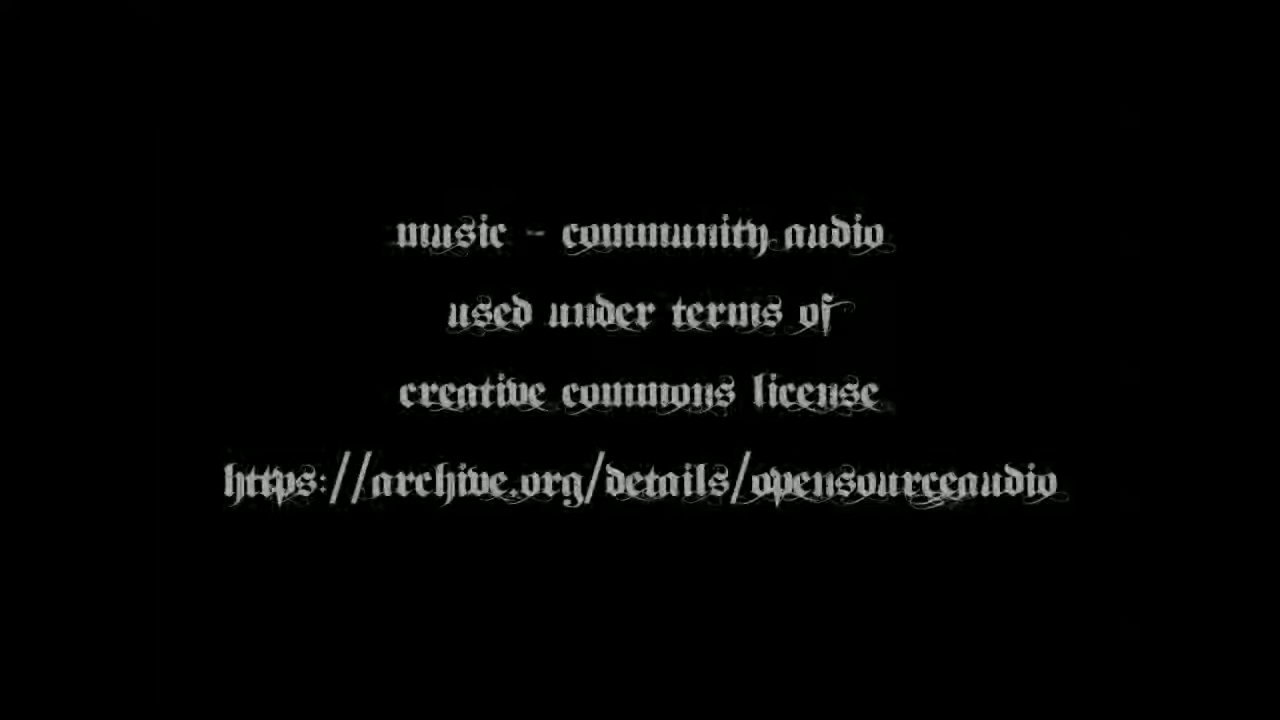 music - community audio
used under terms of
creative commons license
https://archive.org/details/opensourceaudio